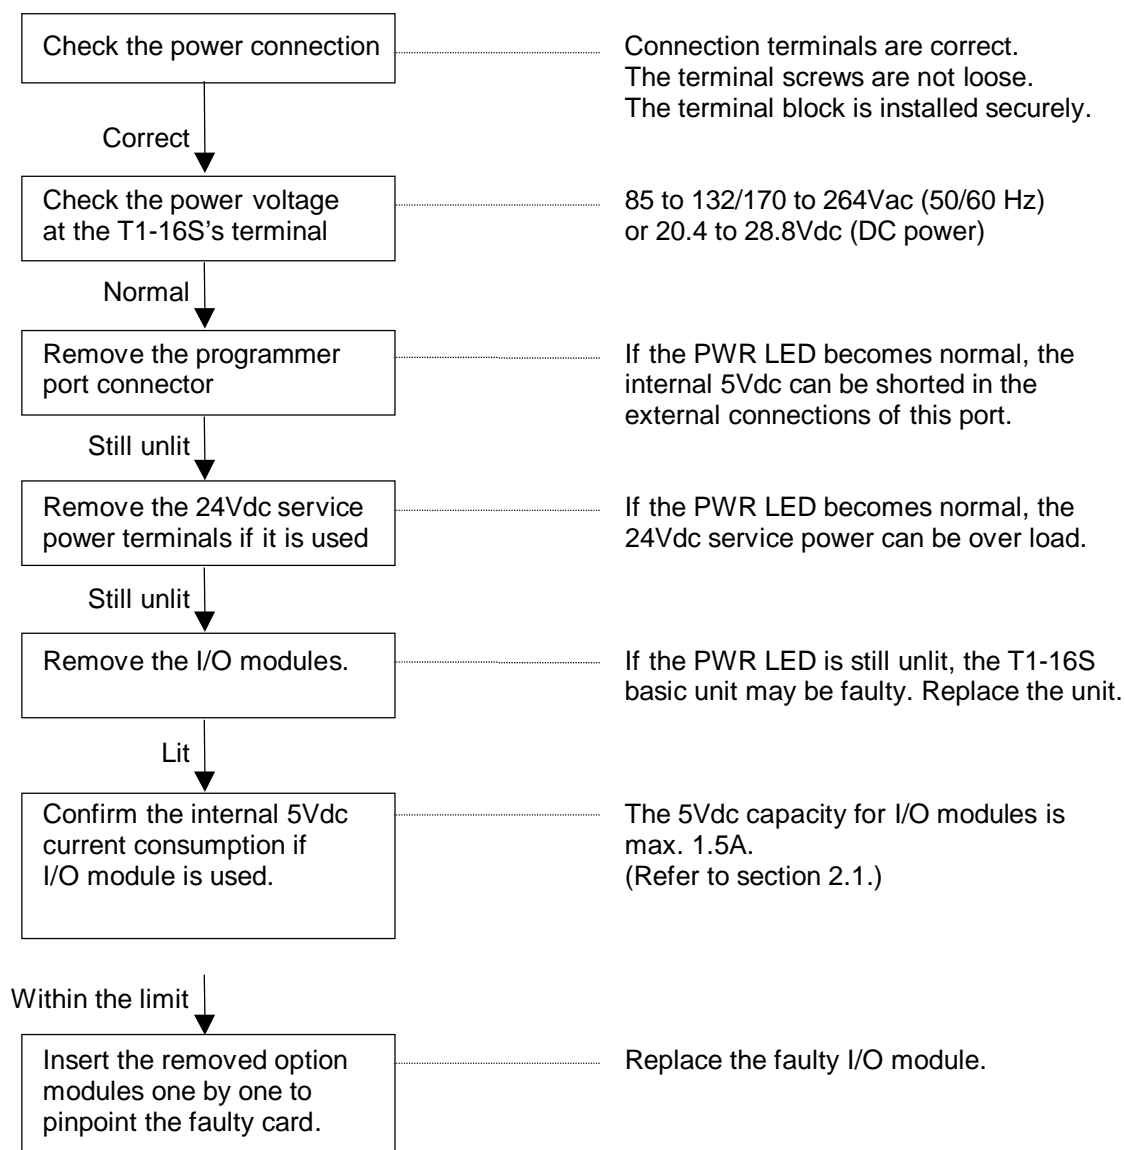 Check the power connection
Connection terminals are correct.
The terminal screws are not loose.
The terminal block is installed securely.
Correct
Check the power voltage
at the T1-16S's terminal
85 to 132/170 to 264Vac (50/60 Hz)
or 20.4 to 28.8Vdc (DC power)
Normal
Remove the programmer
port connector
If the PWR LED becomes normal, the
internal 5Vdc can be shorted in the
external connections of this port.
Still unlit
Remove the 24Vdc service
power terminals if it is used
If the PWR LED becomes normal, the
24Vdc service power can be over load.
Still unlit
Remove the I/O modules.
If the PWR LED is still unlit, the T1-16S
basic unit may be faulty. Replace the unit.
Lit
Confirm the internal 5Vdc
current consumption if
I/O module is used.
The 5Vdc capacity for I/O modules is
max. 1.5A.
(Refer to section 2.1.)
Within the limit
Insert the removed option
modules one by one to
pinpoint the faulty card.
Replace the faulty I/O module.